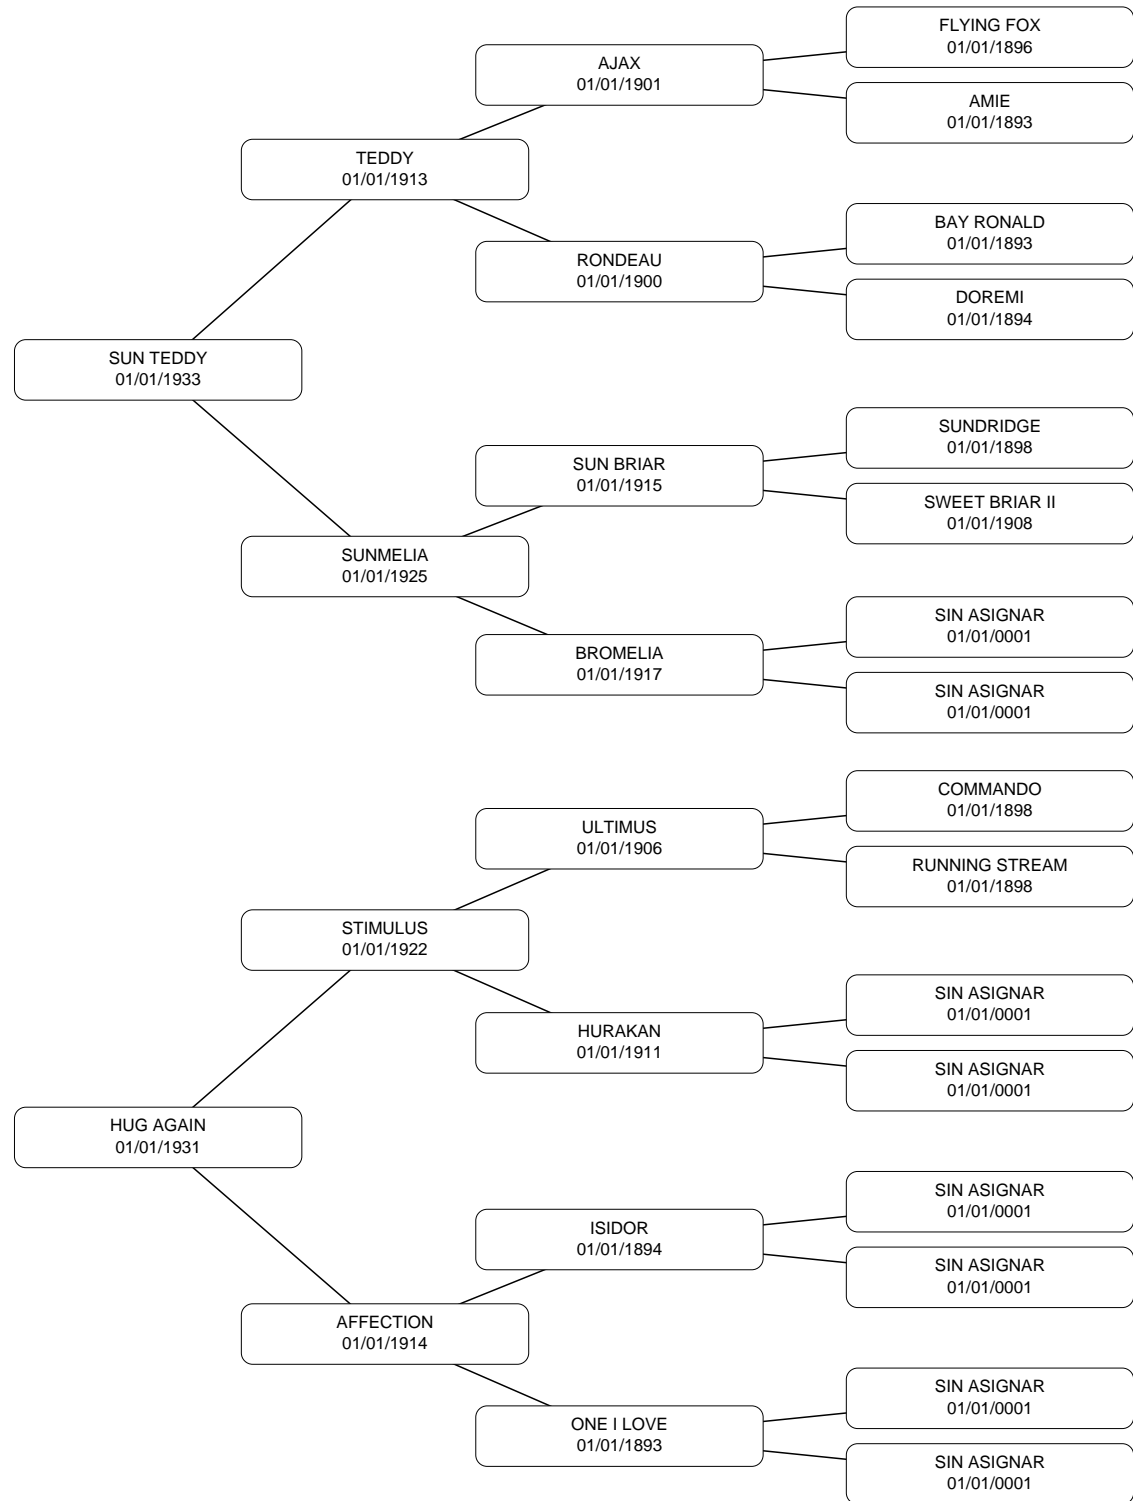 FLYING FOX
01/01/1896
AJAX
01/01/1901
AMIE
01/01/1893
TEDDY
01/01/1913
BAY RONALD
01/01/1893
RONDEAU
01/01/1900
DOREMI
01/01/1894
SUN TEDDY
01/01/1933
SUNDRIDGE
01/01/1898
SUN BRIAR
01/01/1915
SWEET BRIAR II
01/01/1908
SUNMELIA
01/01/1925
SIN ASIGNAR
01/01/0001
BROMELIA
01/01/1917
SIN ASIGNAR
01/01/0001
COMMANDO
01/01/1898
ULTIMUS
01/01/1906
RUNNING STREAM
01/01/1898
STIMULUS
01/01/1922
SIN ASIGNAR
01/01/0001
HURAKAN
01/01/1911
SIN ASIGNAR
01/01/0001
HUG AGAIN
01/01/1931
SIN ASIGNAR
01/01/0001
ISIDOR
01/01/1894
SIN ASIGNAR
01/01/0001
AFFECTION
01/01/1914
SIN ASIGNAR
01/01/0001
ONE I LOVE
01/01/1893
SIN ASIGNAR
01/01/0001